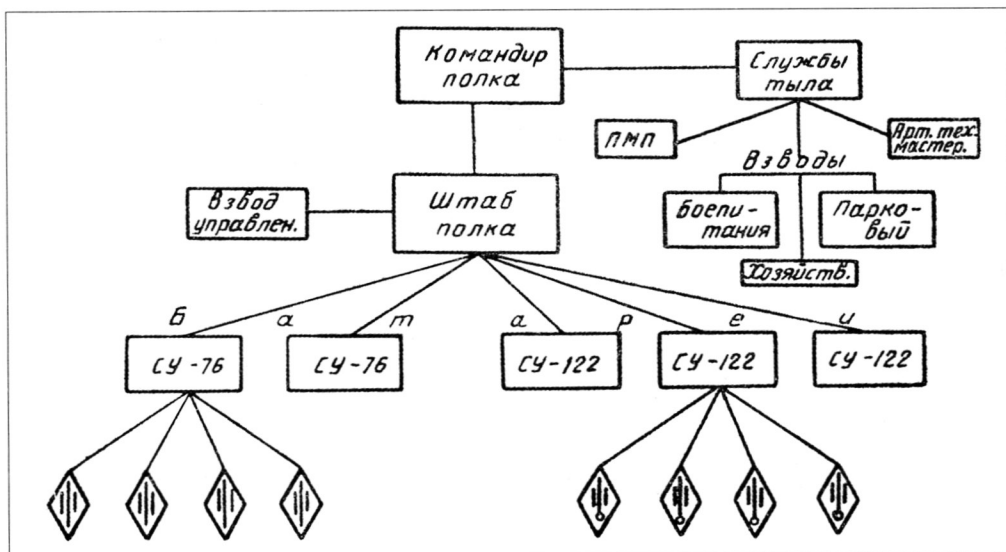 Командир
полка
Службы
тыла
ПМП
Арт. тех.
мастер.
Взводы
Взвод
управлен.
Штаб
полка
Боепи-
тания
Парко-
вый
Хозяйств.
Б а т а р е и
СУ-76
СУ-76
СУ-122
СУ-122
СУ-122